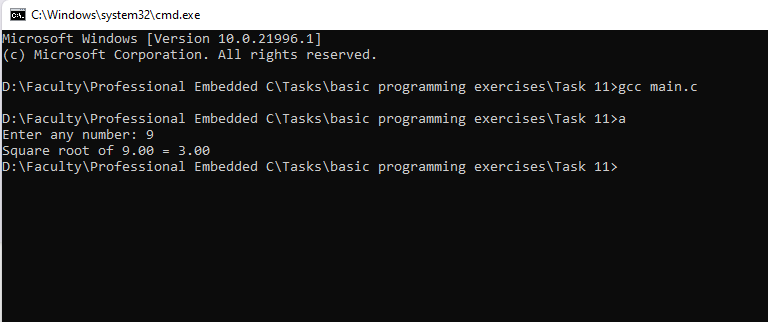 C:\Windows\system32\cmd.exe
Microsoft Windows [Version 10.0.21996.1]
(c) Microsoft Corporation. All rights reserved.
D:\Faculty\Professional Embedded C\Tasks\basic programming exercises\Task 11>gcc main.c
D:\Faculty\Professional Embedded C\Tasks\basic programming exercises\Task 11>a
Enter any number: 9
Square root of 9.00 = 3.00
D:\Faculty\Professional Embedded C\Tasks\basic programming exercises\Task 11>